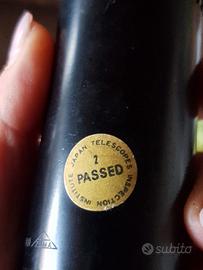 JAPAN TELESCOPES INSPECTION INSTITUTE
2
PASSED
subito